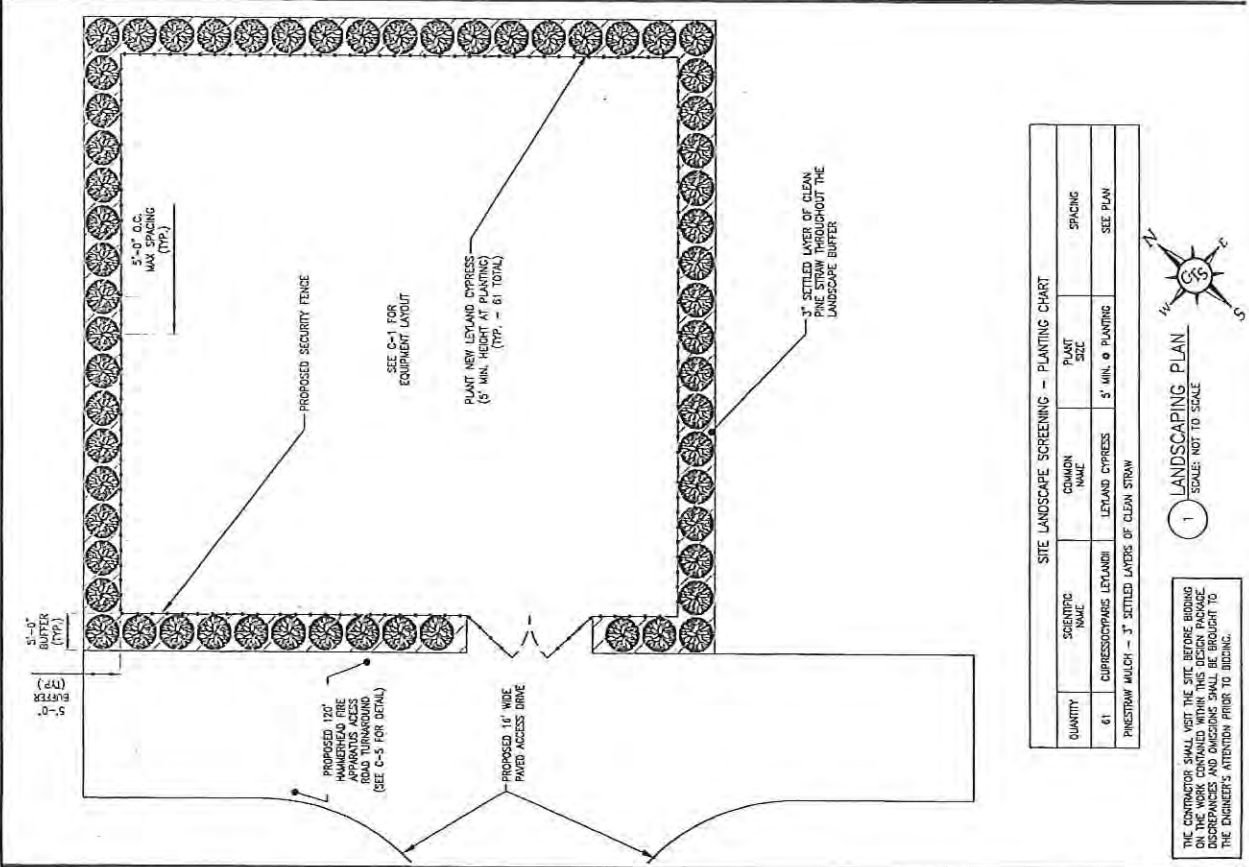 5'-0"
BUFFER
(TYP.)
5'-0"
BUFFER
(TYP.)
5'-0" O.C.
MAX SPACING
(TYP.)
PROPOSED SECURITY FENCE
SEE C-1 FOR
EQUIPMENT LAYOUT
PLANT NEW LEYLAND CYPRESS
(5' MIN. HEIGHT AT PLANTING)
(TYP. - 61 TOTAL)
3" SETTLED LAYER OF CLEAN
PINE STRAW THROUGHOUT THE
LANDSCAPE BUFFER
PROPOSED 120'
HAMMERHEAD FIRE
APPARATUS ACESS
ROAD TURNAROUND
(SEE C-5 FOR DETAIL)
PROPOSED 16' WIDE
PAVED ACCESS DRIVE
SITE LANDSCAPE SCREENING - PLANTING CHART
QUANTITY SCIENTIFIC NAME COMMON NAME PLANT SIZE SPACING
61 CUPRESSOCYPARIS LEYLANDII LEYLAND CYPRESS 5' MIN. @ PLANTING SEE PLAN
PINESTRAW MULCH - 3" SETTLED LAYERS OF CLEAN STRAW
1 LANDSCAPING PLAN
SCALE: NOT TO SCALE
N
E
S
W
GTS
THE CONTRACTOR SHALL VISIT THE SITE BEFORE BIDDING
ON THE WORK CONTAINED WITHIN THIS DESIGN PACKAGE.
DISCREPANCIES AND OMISSIONS SHALL BE BROUGHT TO
THE ENGINEER'S ATTENTION PRIOR TO BIDDING.